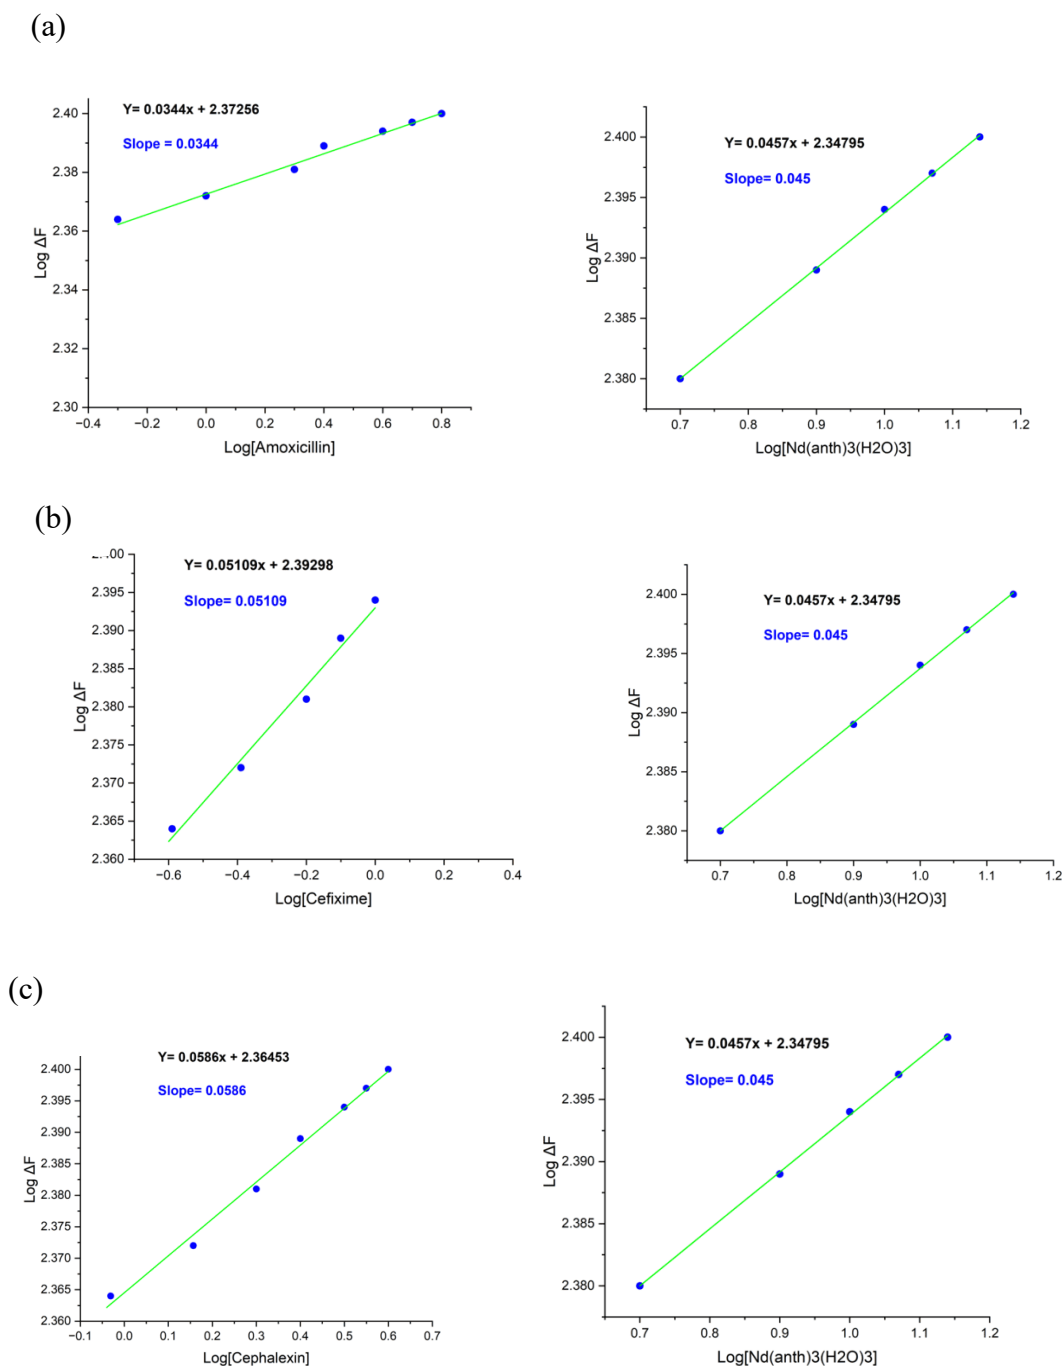 (a)
Y= 0.0344x + 2.37256
Slope = 0.0344
2.40
2.38
2.36
2.34
2.32
2.30
Log ΔF
−0.4 −0.2 0.0 0.2 0.4 0.6 0.8
Log[Amoxicillin]
Y= 0.0457x + 2.34795
Slope= 0.045
2.400
2.395
2.390
2.385
2.380
Log ΔF
0.7 0.8 0.9 1.0 1.1 1.2
Log[Nd(anth)3(H2O)3]
(b)
Y= 0.05109x + 2.39298
Slope= 0.05109
2.395
2.390
2.385
2.380
2.375
2.370
2.365
2.360
Log ΔF
−0.6 −0.4 −0.2 0.0 0.2 0.4
Log[Cefixime]
Y= 0.0457x + 2.34795
Slope= 0.045
2.400
2.395
2.390
2.385
2.380
Log ΔF
0.7 0.8 0.9 1.0 1.1 1.2
Log[Nd(anth)3(H2O)3]
(c)
Y= 0.0586x + 2.36453
Slope= 0.0586
2.400
2.395
2.390
2.385
2.380
2.375
2.370
2.365
2.360
Log ΔF
−0.1 0.0 0.1 0.2 0.3 0.4 0.5 0.6 0.7
Log[Cephalexin]
Y= 0.0457x + 2.34795
Slope= 0.045
2.400
2.395
2.390
2.385
2.380
Log ΔF
0.7 0.8 0.9 1.0 1.1 1.2
Log[Nd(anth)3(H2O)3]